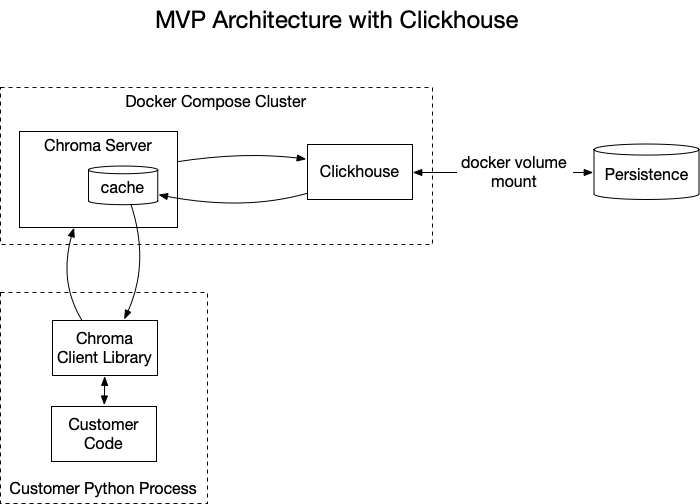 MVP Architecture with Clickhouse
Docker Compose Cluster
Chroma Server
cache
Clickhouse
docker volume
mount
Persistence
Chroma
Client Library
Customer
Code
Customer Python Process